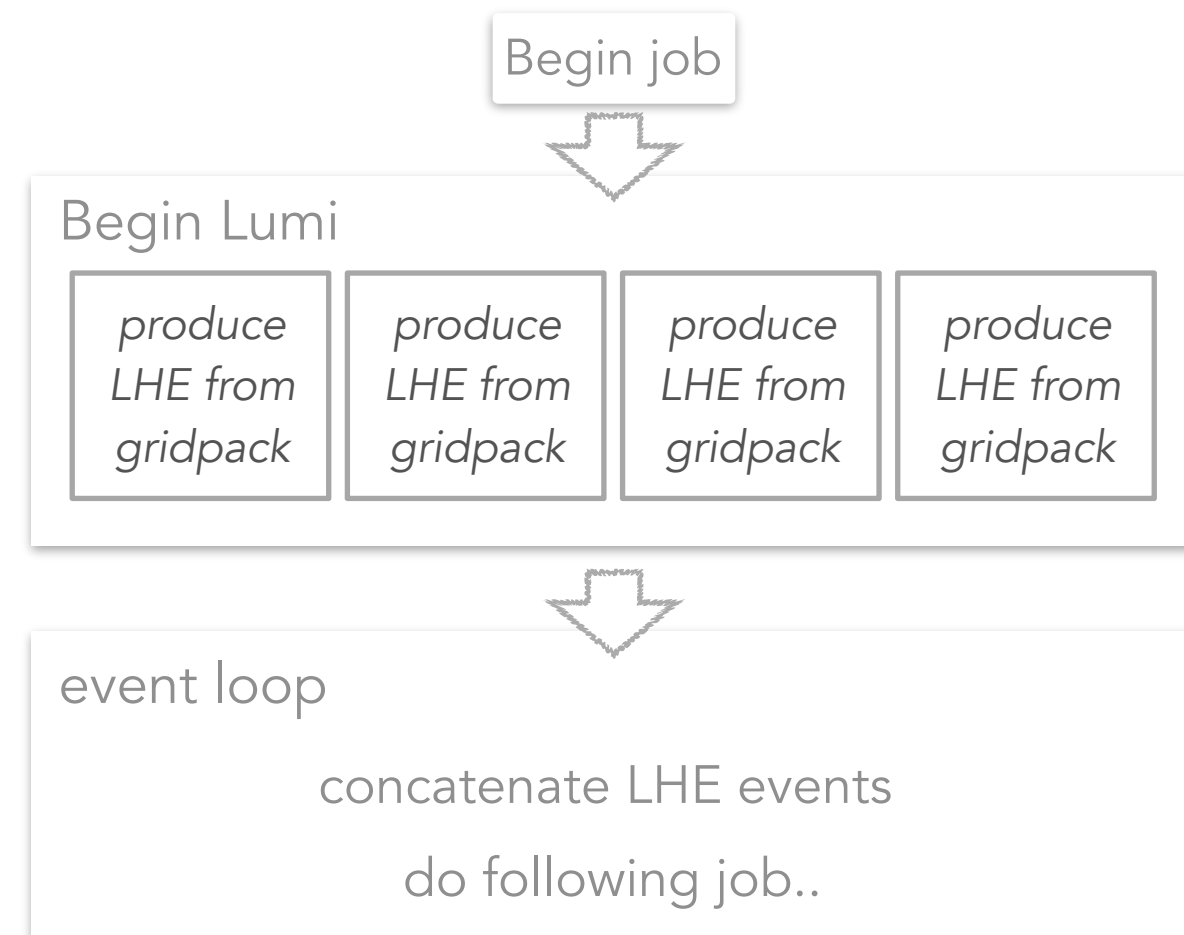 Begin job
Begin Lumi
produce
LHE from
gridpack
produce
LHE from
gridpack
produce
LHE from
gridpack
produce
LHE from
gridpack
event loop
concatenate LHE events
do following job..